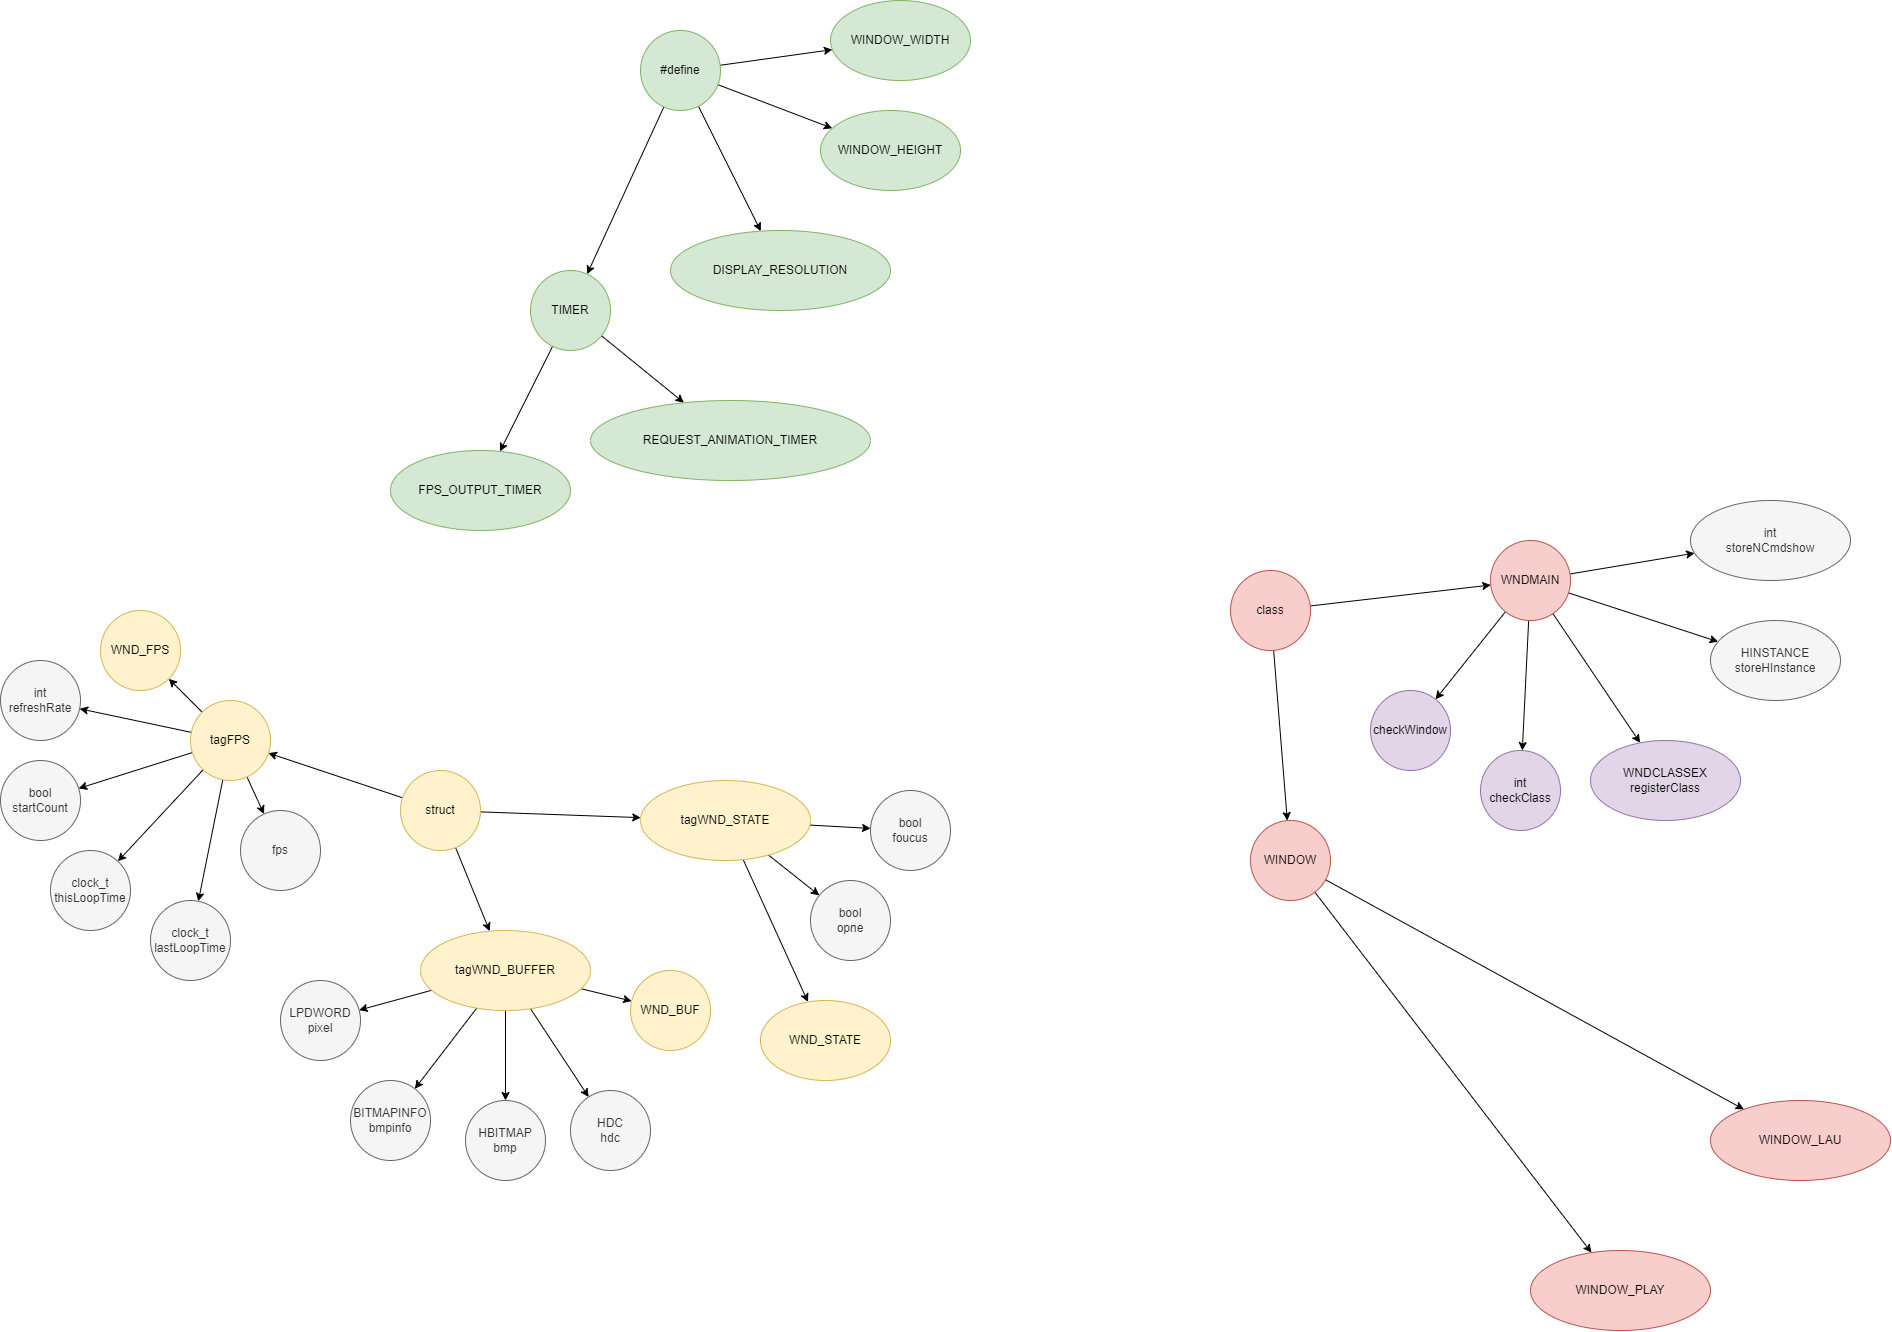 WINDOW_WIDTH
#define
WINDOW_HEIGHT
DISPLAY_RESOLUTION
TIMER
REQUEST_ANIMATION_TIMER
FPS_OUTPUT_TIMER
WND_FPS
int
refreshRate
tagFPS
bool
startCount
struct
fps
clock_t
thisLoopTime
clock_t
lastLoopTime
tagWND_STATE
bool
foucus
bool
opne
tagWND_BUFFER
WND_BUF
WND_STATE
LPDWORD
pixel
BITMAPINFO
bmpinfo
HBITMAP
bmp
HDC
hdc
int
storeNCmdshow
WNDMAIN
class
HINSTANCE
storeHInstance
checkWindow
int
checkClass
WNDCLASSEX
registerClass
WINDOW
WINDOW_LAU
WINDOW_PLAY